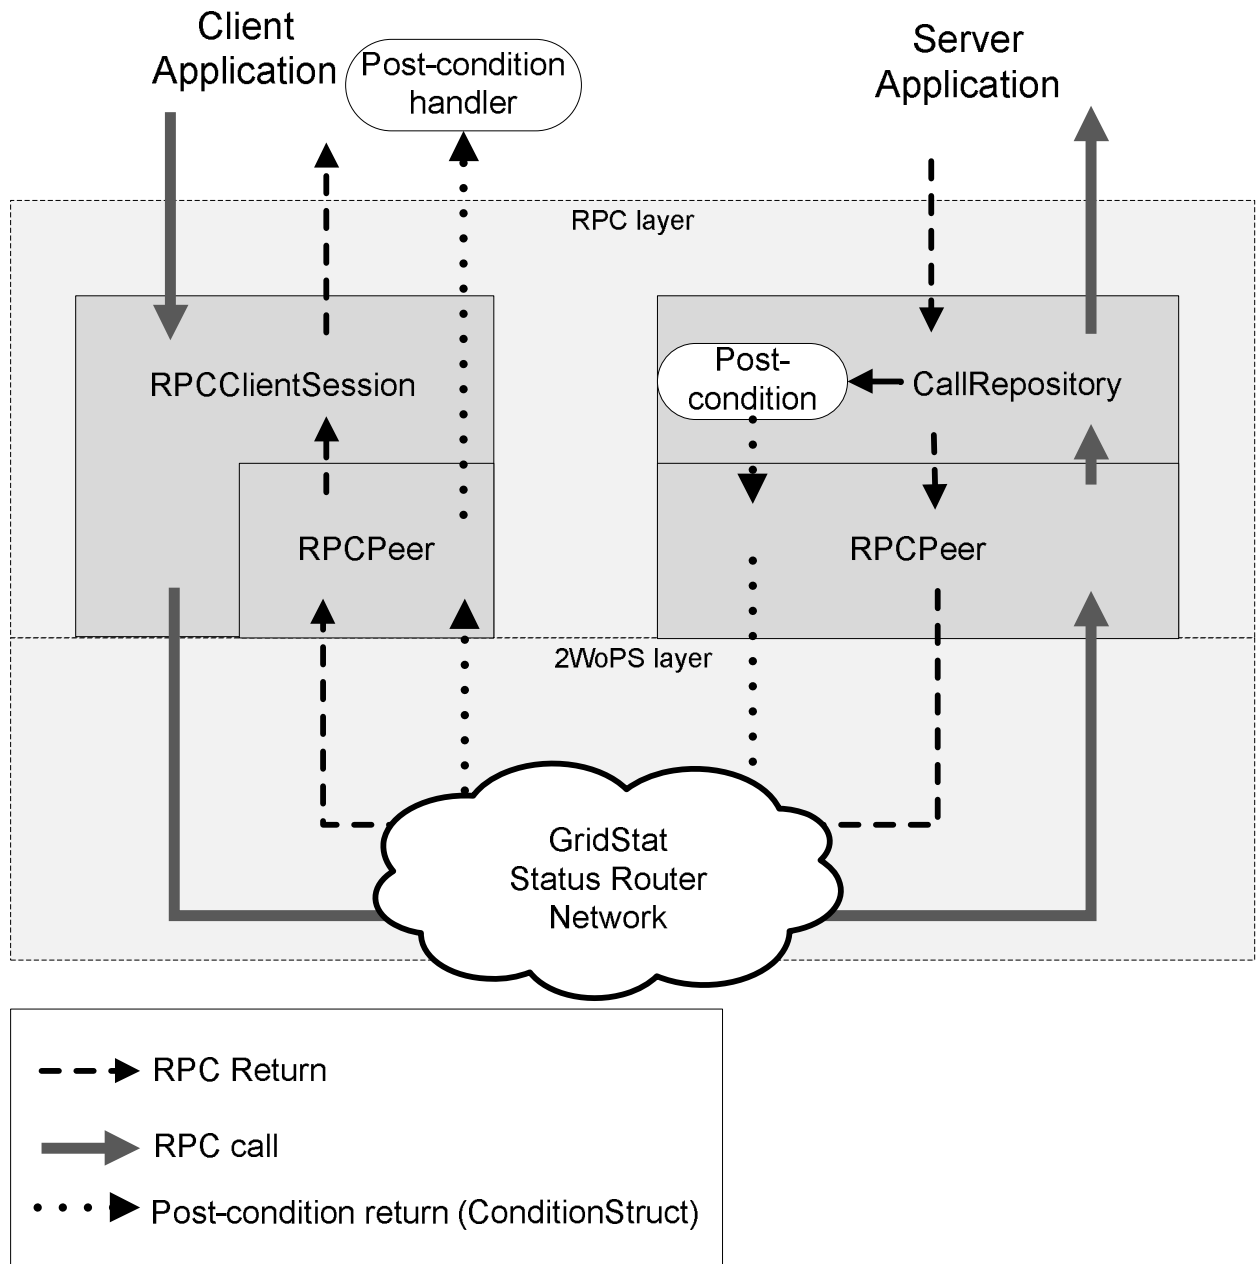 Client
Application
Post-condition
handler
Server
Application
RPC layer
RPCClientSession
Post-
condition
CallRepository
RPCPeer
RPCPeer
2WoPS layer
GridStat
Status Router
Network
RPC Return
RPC call
Post-condition return (ConditionStruct)